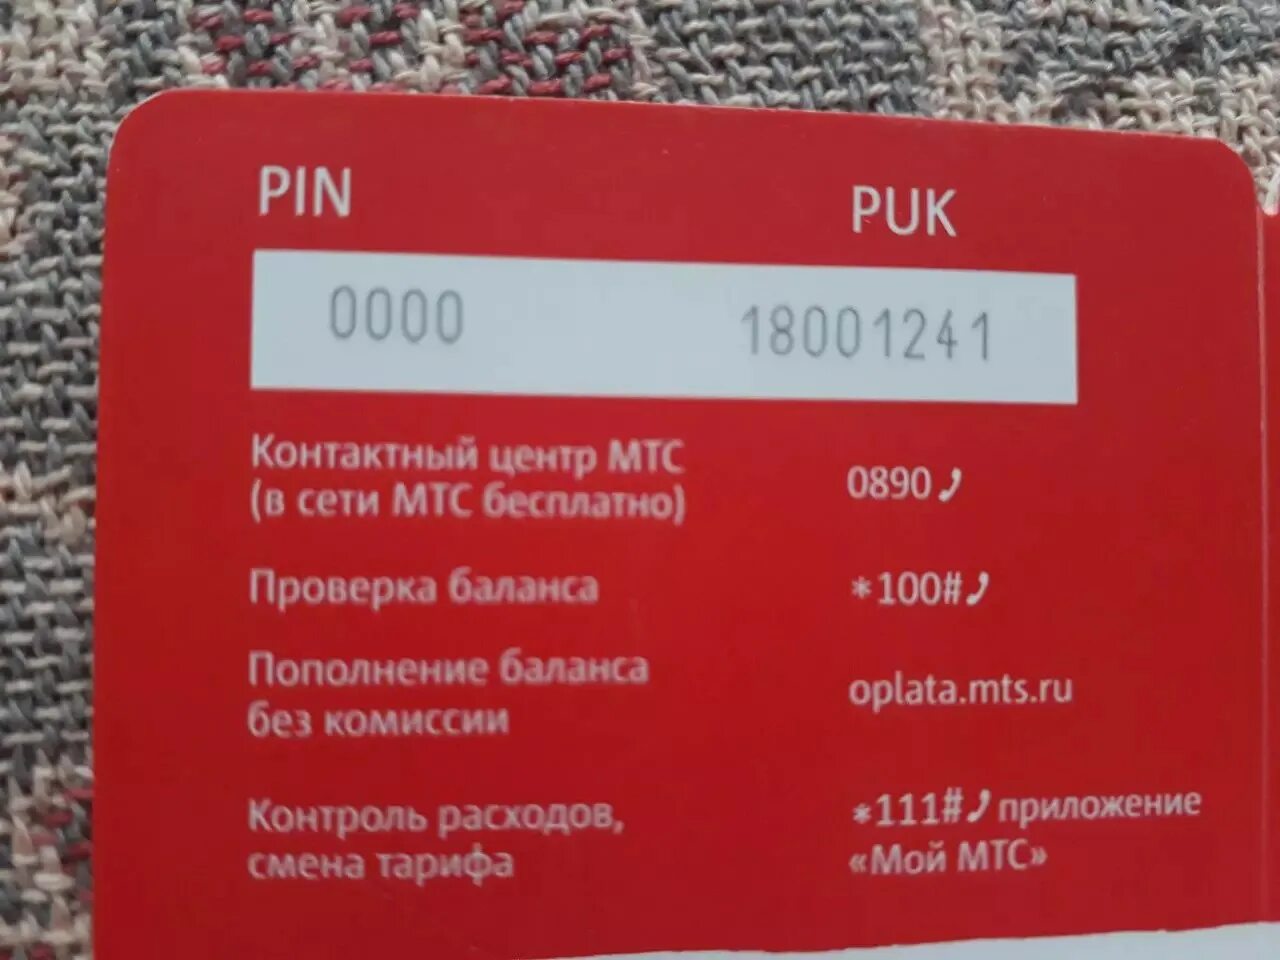 PIN PUK
0000 18001241
Контактный центр МТС
(в сети МТС бесплатно) 0890
Проверка баланса *100#
Пополнение баланса
без комиссии oplata.mts.ru
Контроль расходов, *111# приложение
смена тарифа «Мой МТС»